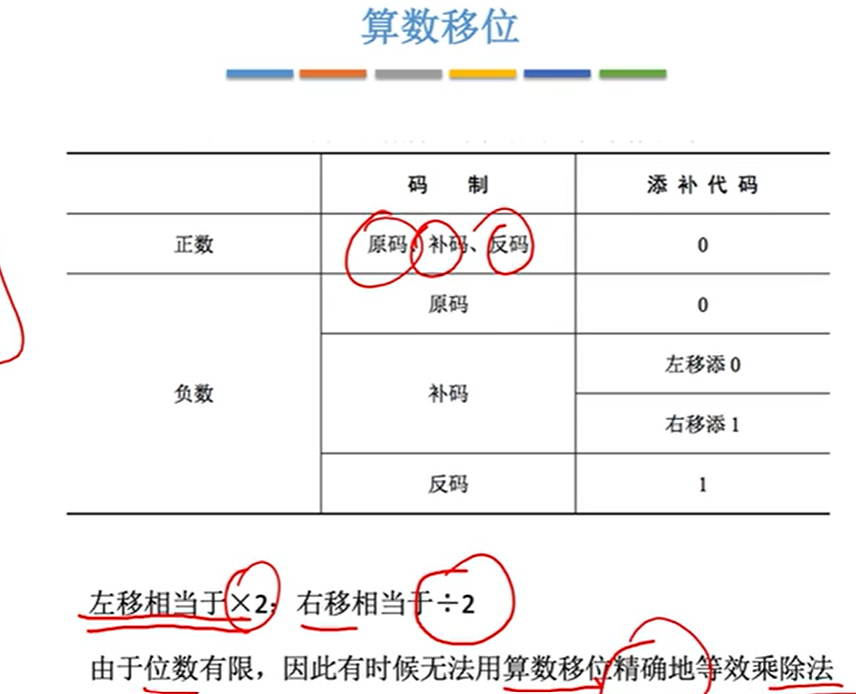 算数移位
码 制 添补代码
正数 原码、补码、反码 0
负数 原码 0
补码 左移添 0
右移添 1
反码 1
左移相当于×2；右移相当于÷2
由于位数有限，因此有时候无法用算数移位精确地等效乘除法